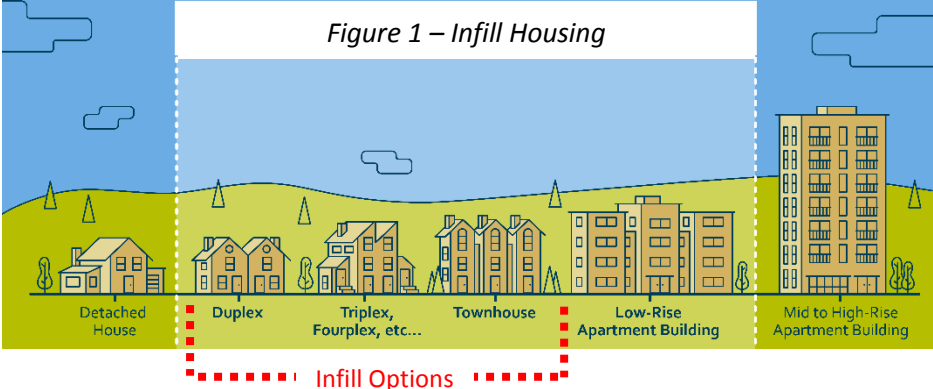 Figure 1 – Infill Housing
Detached
House
Duplex
Triplex,
Fourplex, etc...
Townhouse
Low-Rise
Apartment Building
Mid to High-Rise
Apartment Building
Infill Options